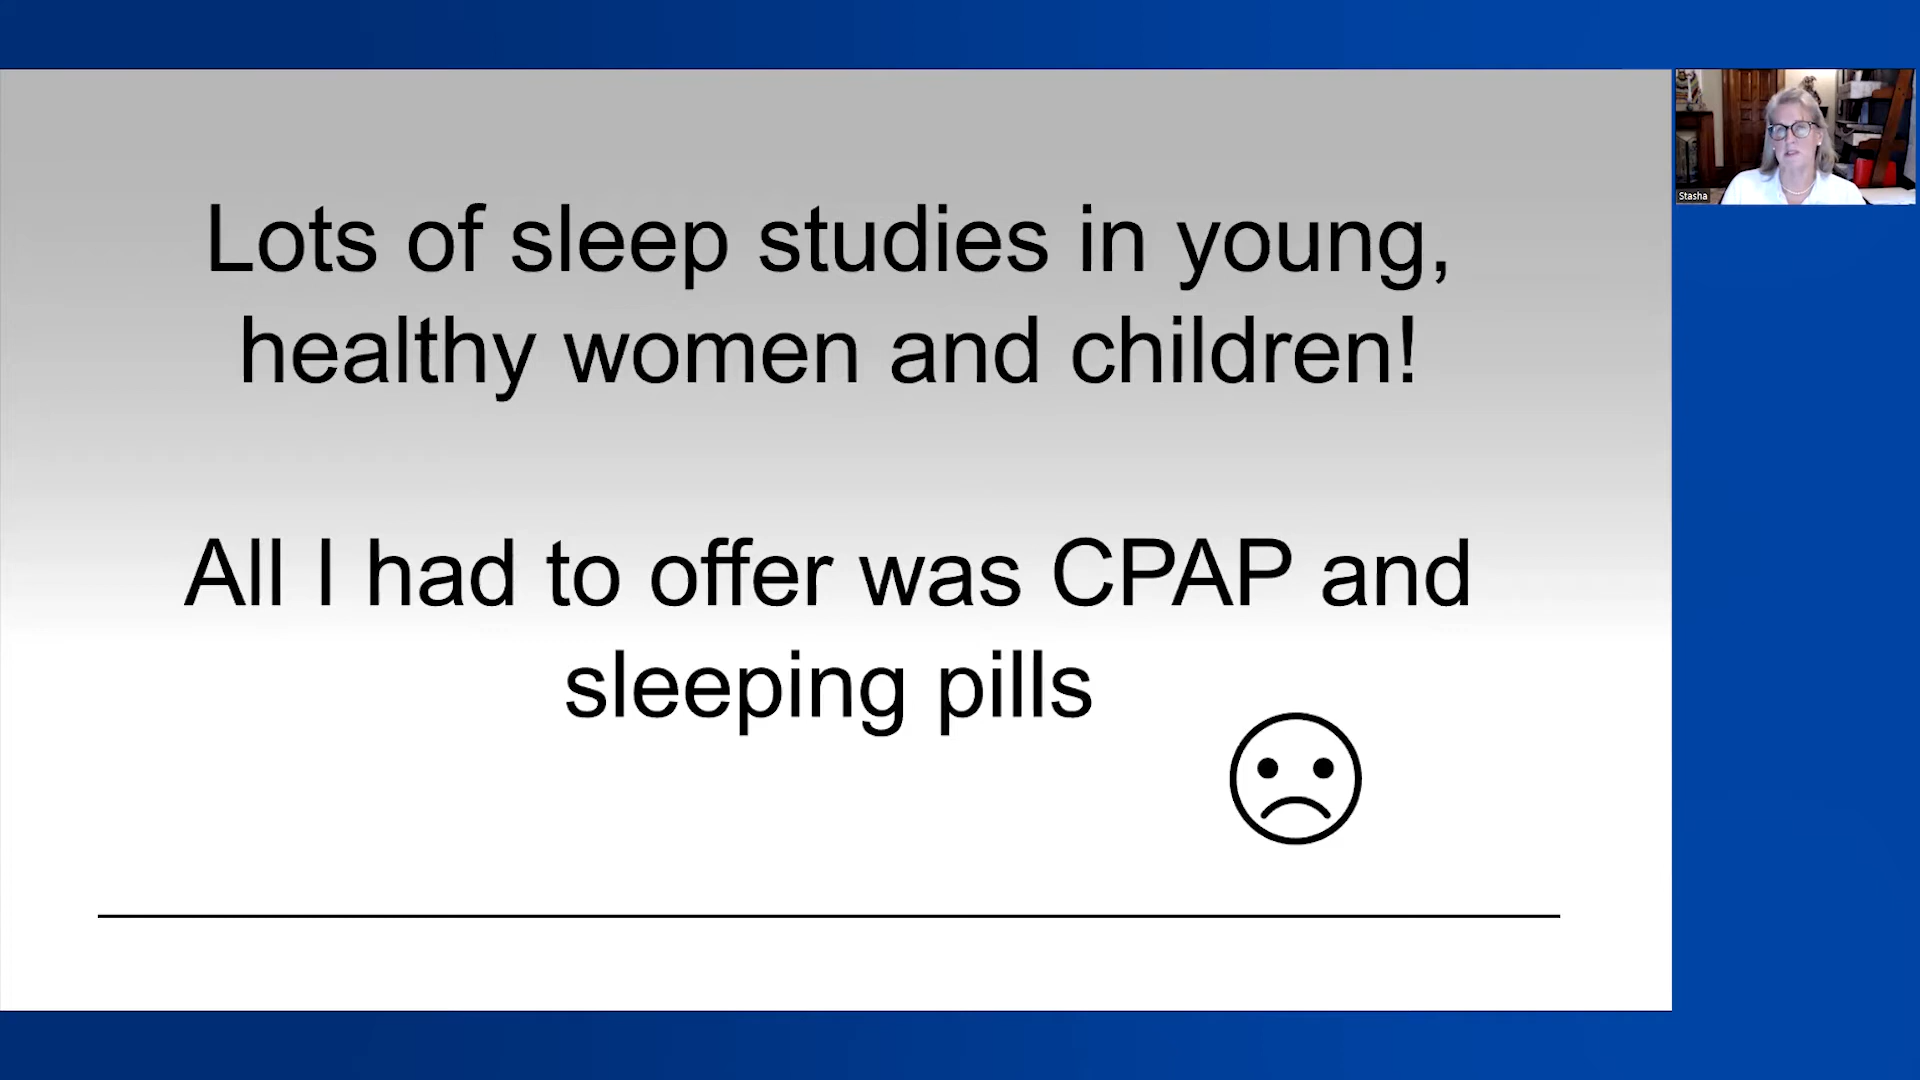 Lots of sleep studies in young,
healthy women and children!
All I had to offer was CPAP and
sleeping pills
Stasha